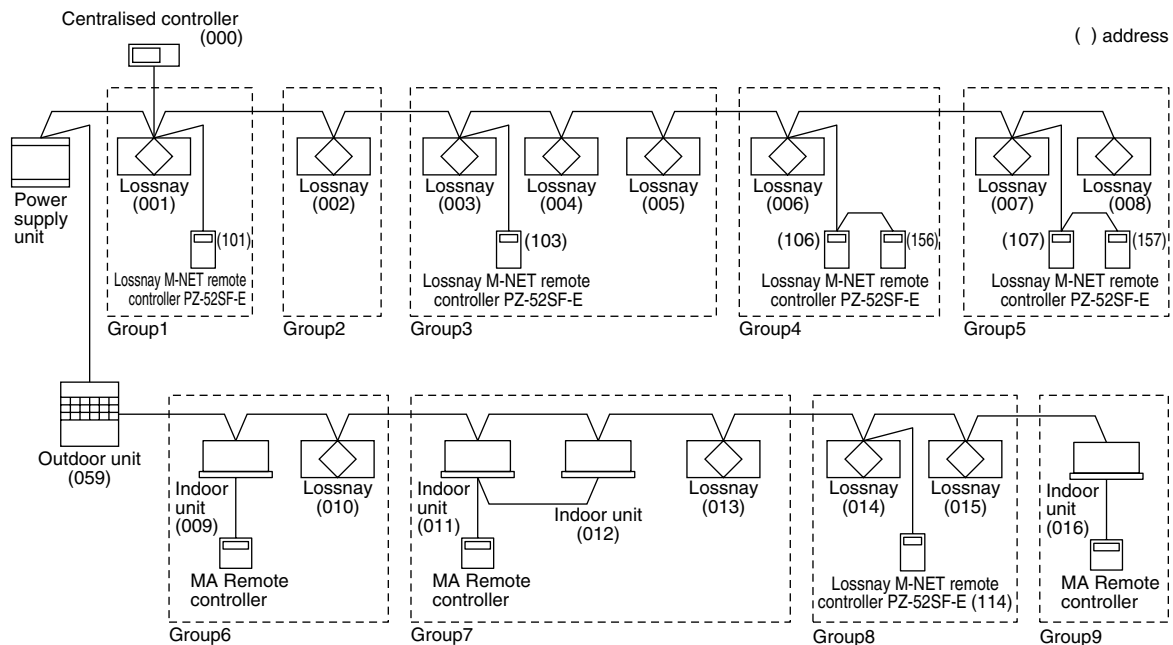 Centralised controller
(000)
( ) address
Power
supply
unit
Lossnay
(001)
(101)
Lossnay M-NET remote
controller PZ-52SF-E
Group1
Lossnay
(002)
Group2
Lossnay
(003)
Lossnay
(004)
Lossnay
(005)
(103)
Lossnay M-NET remote
controller PZ-52SF-E
Group3
Lossnay
(006)
(106)
(156)
Lossnay M-NET remote
controller PZ-52SF-E
Group4
Lossnay
(007)
Lossnay
(008)
(107)
(157)
Lossnay M-NET remote
controller PZ-52SF-E
Group5
Outdoor unit
(059)
Indoor
unit
(009)
Lossnay
(010)
MA Remote
controller
Group6
Indoor
unit
(011)
Indoor unit
(012)
Lossnay
(013)
MA Remote
controller
Group7
Lossnay
(014)
Lossnay
(015)
Lossnay M-NET remote
controller PZ-52SF-E (114)
Group8
Indoor
unit
(016)
MA Remote
controller
Group9